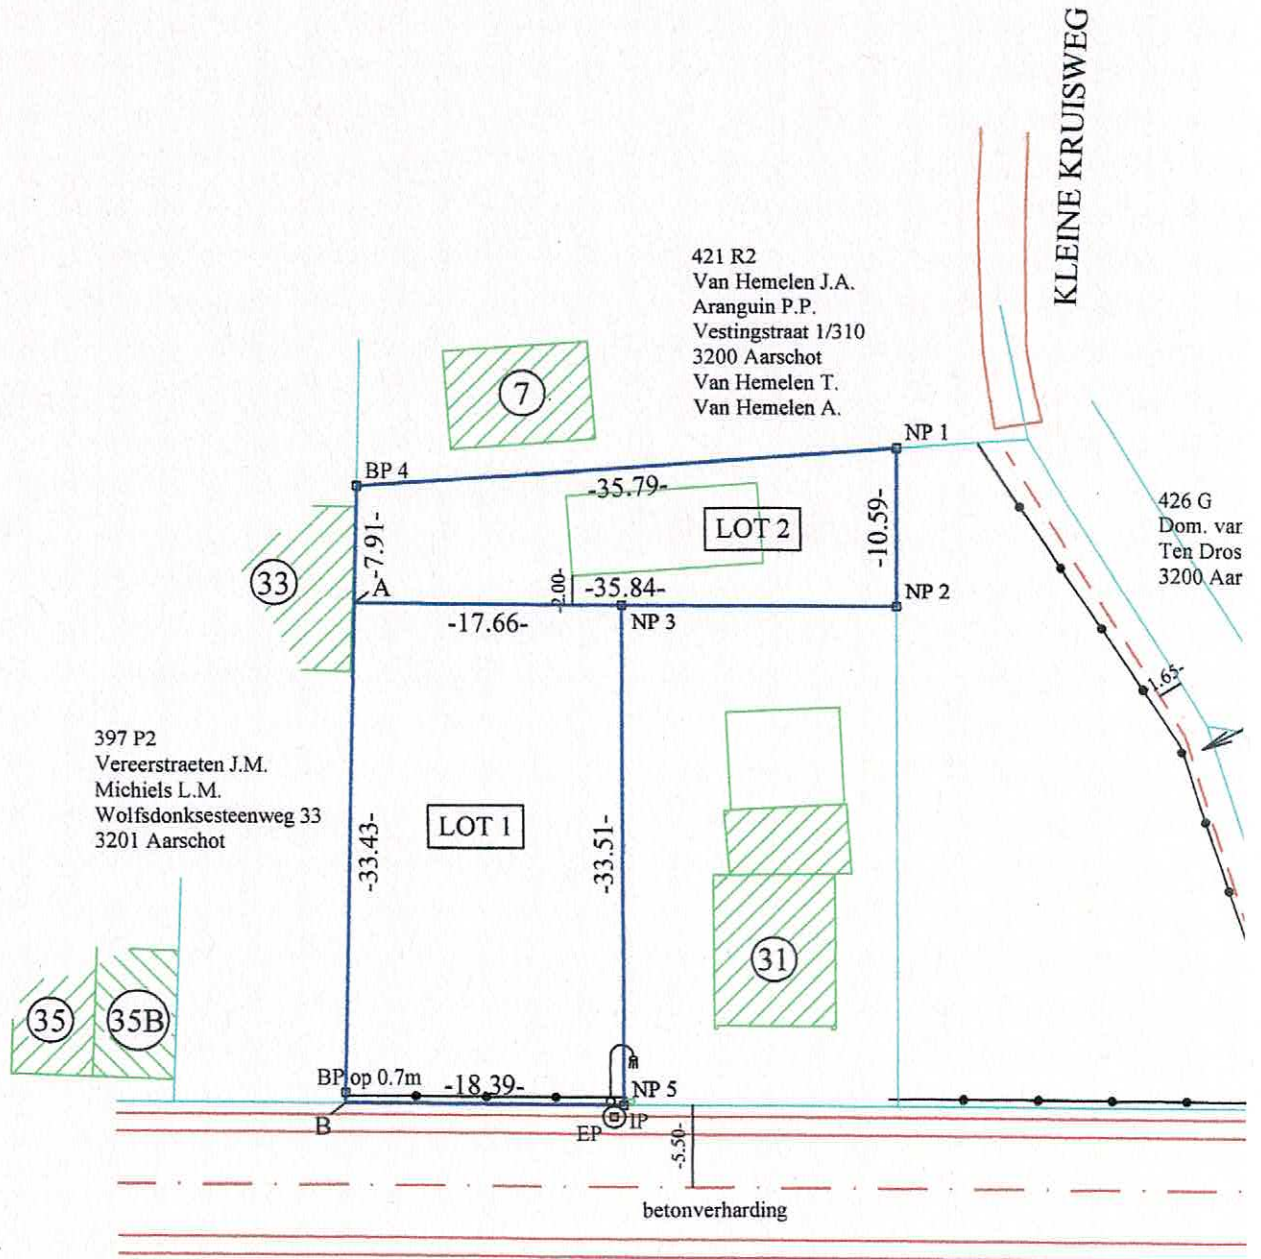 KLEINE KRUISWEG
421 R2
Van Hemelen J.A.
Aranguin P.P.
Vestingstraat 1/310
3200 Aarschot
Van Hemelen T.
Van Hemelen A.
7
NP 1
BP 4
-35.79-
LOT 2
-10.59-
-7.91-
426 G
Dom. var
Ten Dros
3200 Aar
33
A
-2.00-
-35.84-
NP 2
-17.66-
NP 3
1.65-
397 P2
Vereerstraeten J.M.
Michiels L.M.
Wolfsdonksesteenweg 33
3201 Aarschot
LOT 1
-33.43-
-33.51-
31
35
35B
BP op 0.7m
-18.39-
NP 5
B
EP
IP
-5.50-
betonverharding